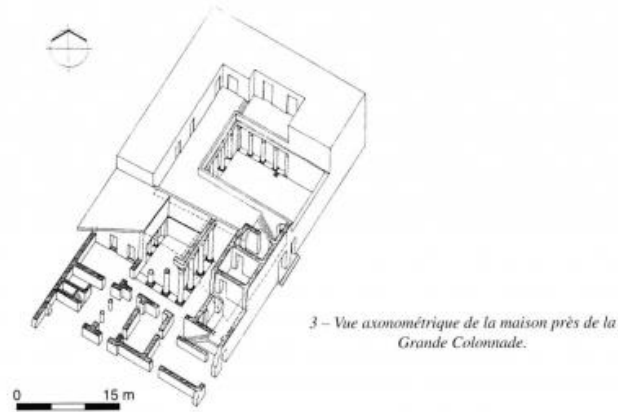 3 – Vue axonométrique de la maison près de la
Grande Colonnade.
0 15 m